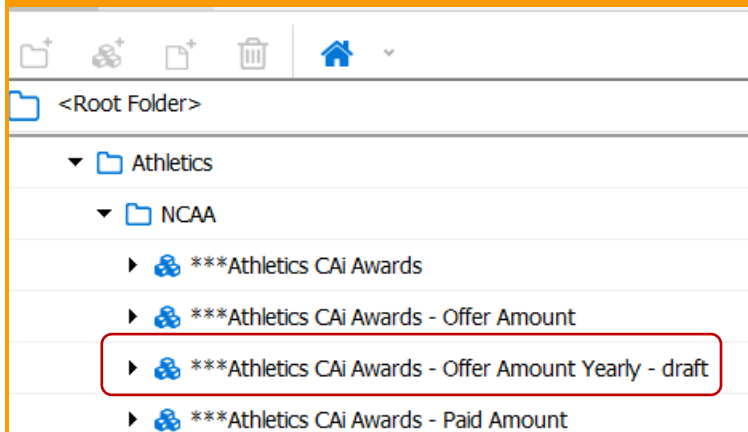 <Root Folder>
Athletics
NCAA
***Athletics CAi Awards
***Athletics CAi Awards - Offer Amount
***Athletics CAi Awards - Offer Amount Yearly - draft
***Athletics CAi Awards - Paid Amount